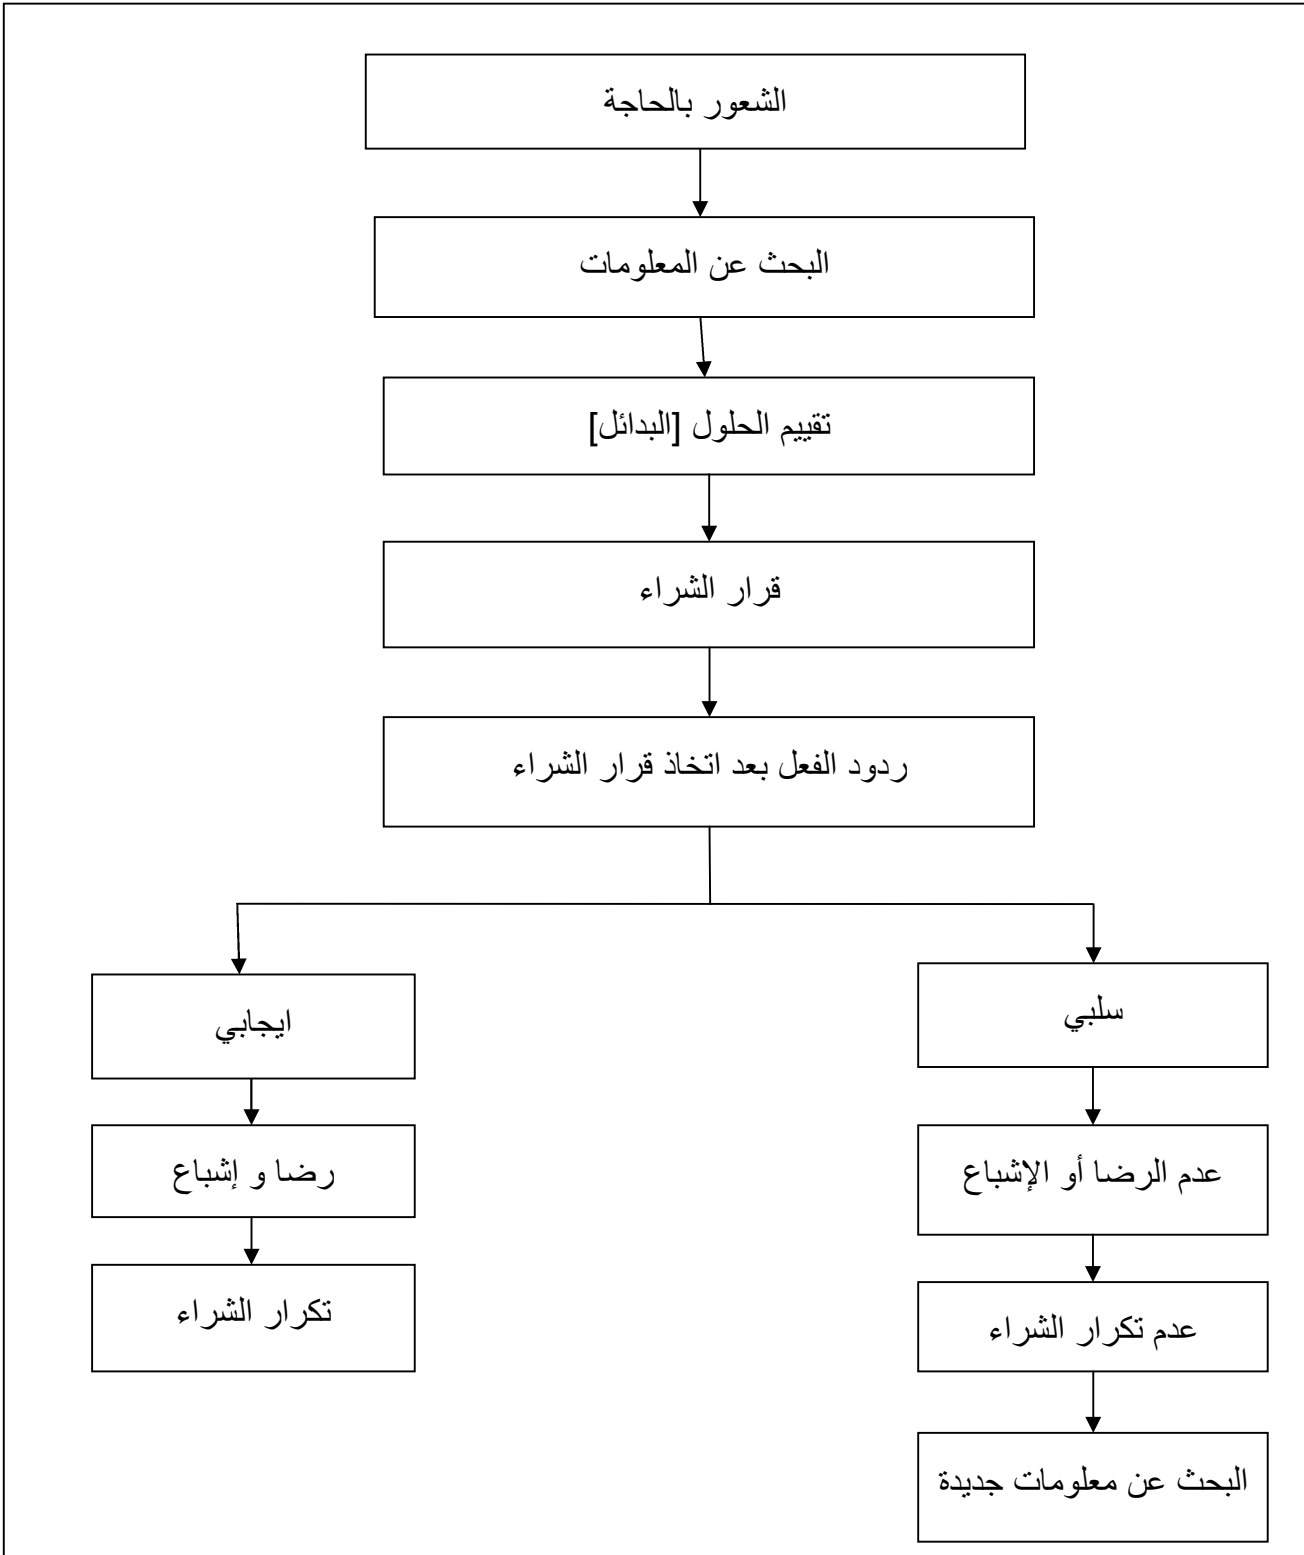 الشعور بالحاجة
البحث عن المعلومات
تقييم الحلول [البدائل]
قرار الشراء
ردود الفعل بعد اتخاذ قرار الشراء
سلبي
ايجابي
عدم الرضا أو الإشباع
رضا و إشباع
عدم تكرار الشراء
تكرار الشراء
البحث عن معلومات جديدة